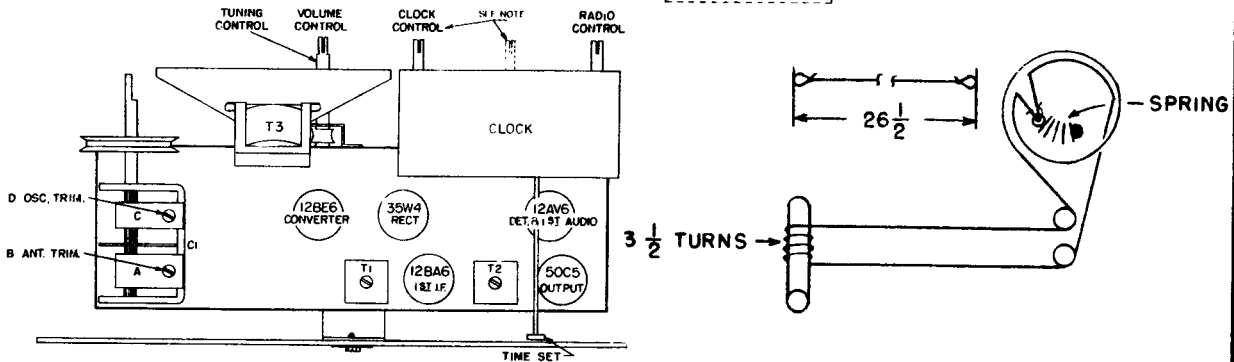 TUNING CONTROL
VOLUME CONTROL
CLOCK CONTROL
SEE NOTE
RADIO CONTROL
T3
CLOCK
D OSC. TRIM.
C
C1
B ANT. TRIM.
A
12BE6 CONVERTER
35W4 RECT
12AV6 DET. & 1ST AUDIO
T1
12BA6 1ST I.F.
T2
50C5 OUTPUT
TIME SET
26 1/2
SPRING
3 1/2 TURNS